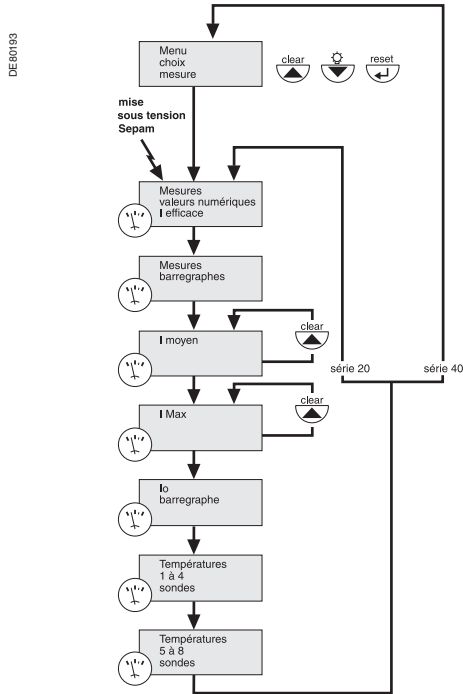 DE80193
Menu
choix
mesure
clear
reset
mise
sous tension
Sepam
Mesures
valeurs numériques
I efficace
Mesures
barregraphes
I moyen
clear
série 20
série 40
I Max
clear
Io
barregraphe
Températures
1 à 4
sondes
Températures
5 à 8
sondes